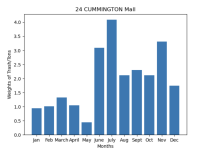 24 CUMMINGTON Mall
Weights of Trash/Tons
4.0
3.5
3.0
2.5
2.0
1.5
1.0
0.5
0.0
Jan Feb March April May June July Aug Sept Oct Nov Dec
Months